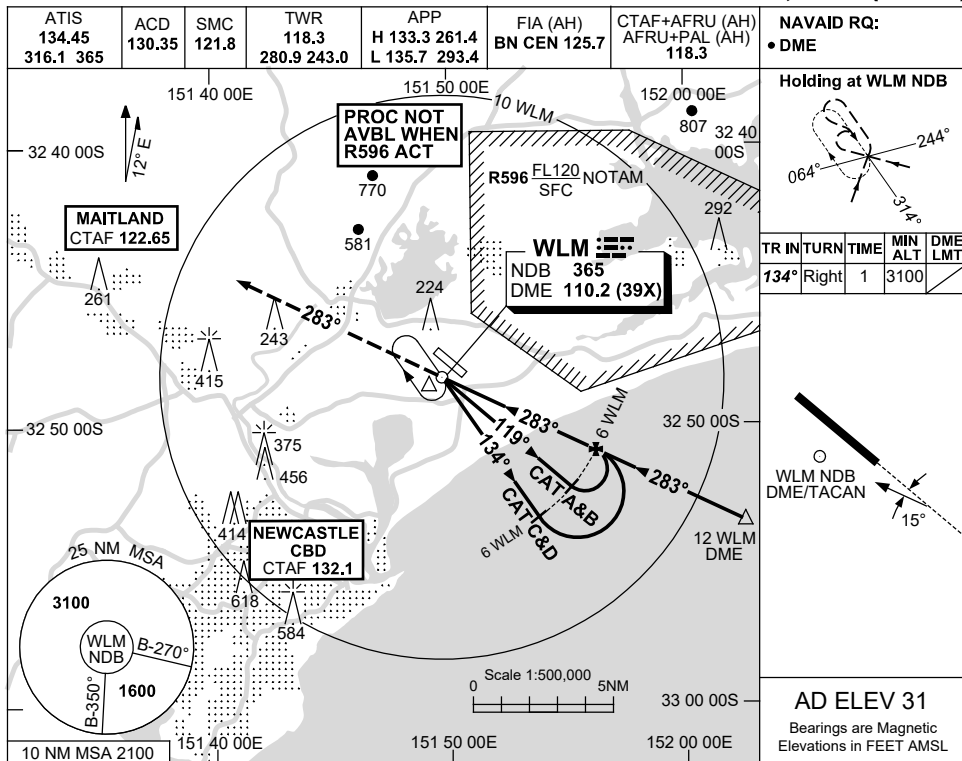 ATIS
134.45
316.1 365
ACD
130.35
SMC
121.8
TWR
118.3
280.9 243.0
APP
H 133.3 261.4
L 135.7 293.4
FIA (AH)
BN CEN 125.7
CTAF+AFRU (AH)
AFRU+PAL (AH)
118.3
NAVAID RQ:
• DME
151 40 00E
151 50 00E
152 00 00E
10 WLM
32 40 00S
12° E
PROC NOT
AVBL WHEN
R596 ACT
807
32 40
00S
770
581
R596 FL120 NOTAM
SFC
292
MAITLAND
CTAF 122.65
261
WLM
NDB 365
DME 110.2 (39X)
224
283°
243
415
32 50 00S
32 50 00S
375
456
283°
119°
134°
6 WLM
283°
CAT A&B
CAT C&D
6 WLM
12 WLM
DME
414
NEWCASTLE
CBD
CTAF 132.1
618
584
25 NM MSA
3100
WLM
NDB
B-270°
B-350°
1600
Scale 1:500,000
0 5NM
33 00 00S
10 NM MSA 2100
151 40 00E
151 50 00E
152 00 00E
Holding at WLM NDB
244°
064°
314°
TR IN TURN TIME MIN ALT DME LMT
134° Right 1 3100
WLM NDB
DME/TACAN
15°
AD ELEV 31
Bearings are Magnetic
Elevations in FEET AMSL